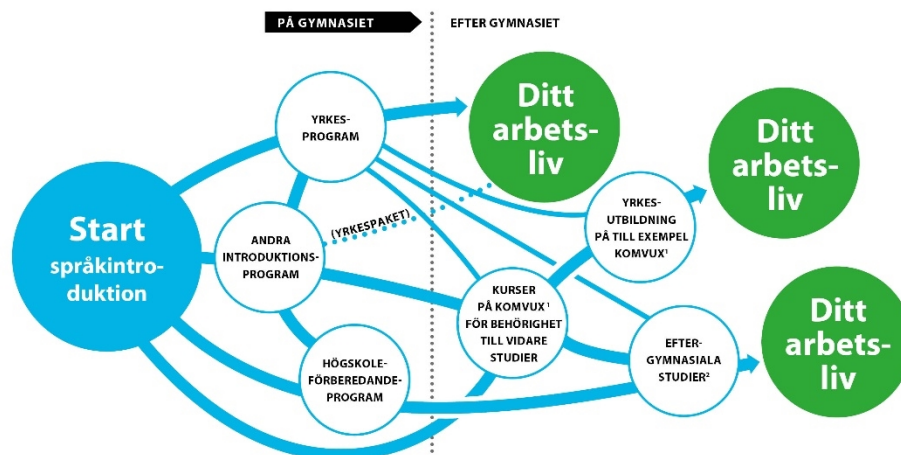 PÅ GYMNASIET
EFTER GYMNASIET
Ditt
arbets-
liv
YRKES-
PROGRAM
Ditt
arbets-
liv
YRKES-
UTBILDNING
PÅ TILL EXEMPEL
KOMVUX¹
(YRKESPAKET)
Start
språkintro-
duktion
ANDRA
INTRODUKTIONS-
PROGRAM
KURSER
PÅ KOMVUX¹
FÖR BEHÖRIGHET
TILL VIDARE
STUDIER
Ditt
arbets-
liv
EFTER-
GYMNASIALA
STUDIER²
HÖGSKOLE-
FÖRBEREDANDE-
PROGRAM